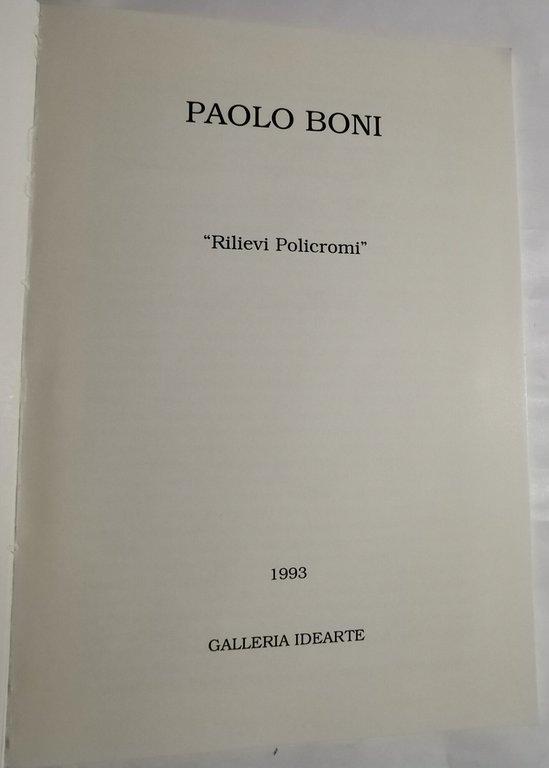 PAOLO BONI
“Rilievi Policromi”
1993
GALLERIA IDEARTE